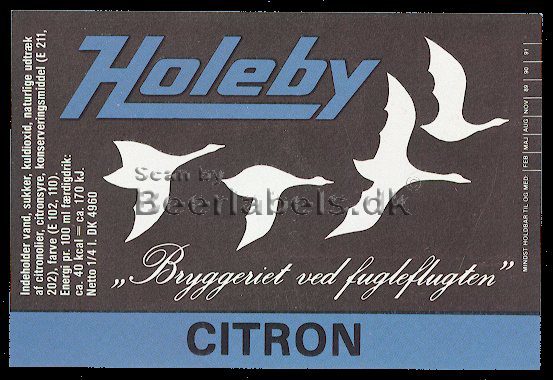 Holeby
Indeholder vand, sukker, kuldioxid, naturlige udtræk
af citronolier, citronsyre, konserveringsmiddel (E 211,
202), farve (E 102, 110).
Energi pr. 100 ml færdigdrik:
ca. 40 kcal = ca. 170 kJ.
Netto 1/4 l. DK 4960
Scan by
Beerlabels.dk
„Bryggeriet ved fugleflugten”
MINDST HOLDBAR TIL OG MED: FEB MAJ AUG NOV 89 90 91
CITRON